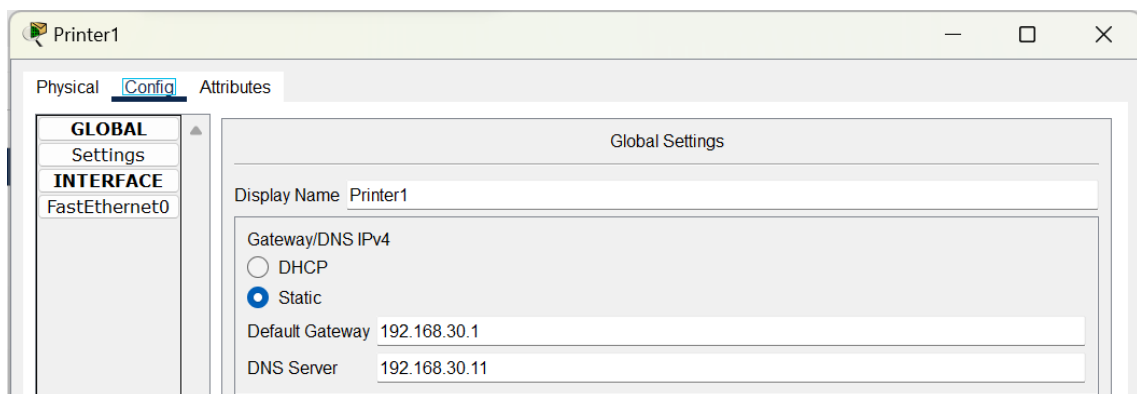 Printer1
Physical Config Attributes
GLOBAL
Settings
INTERFACE
FastEthernet0
Global Settings
Display Name Printer1
Gateway/DNS IPv4
DHCP
Static
Default Gateway 192.168.30.1
DNS Server 192.168.30.11